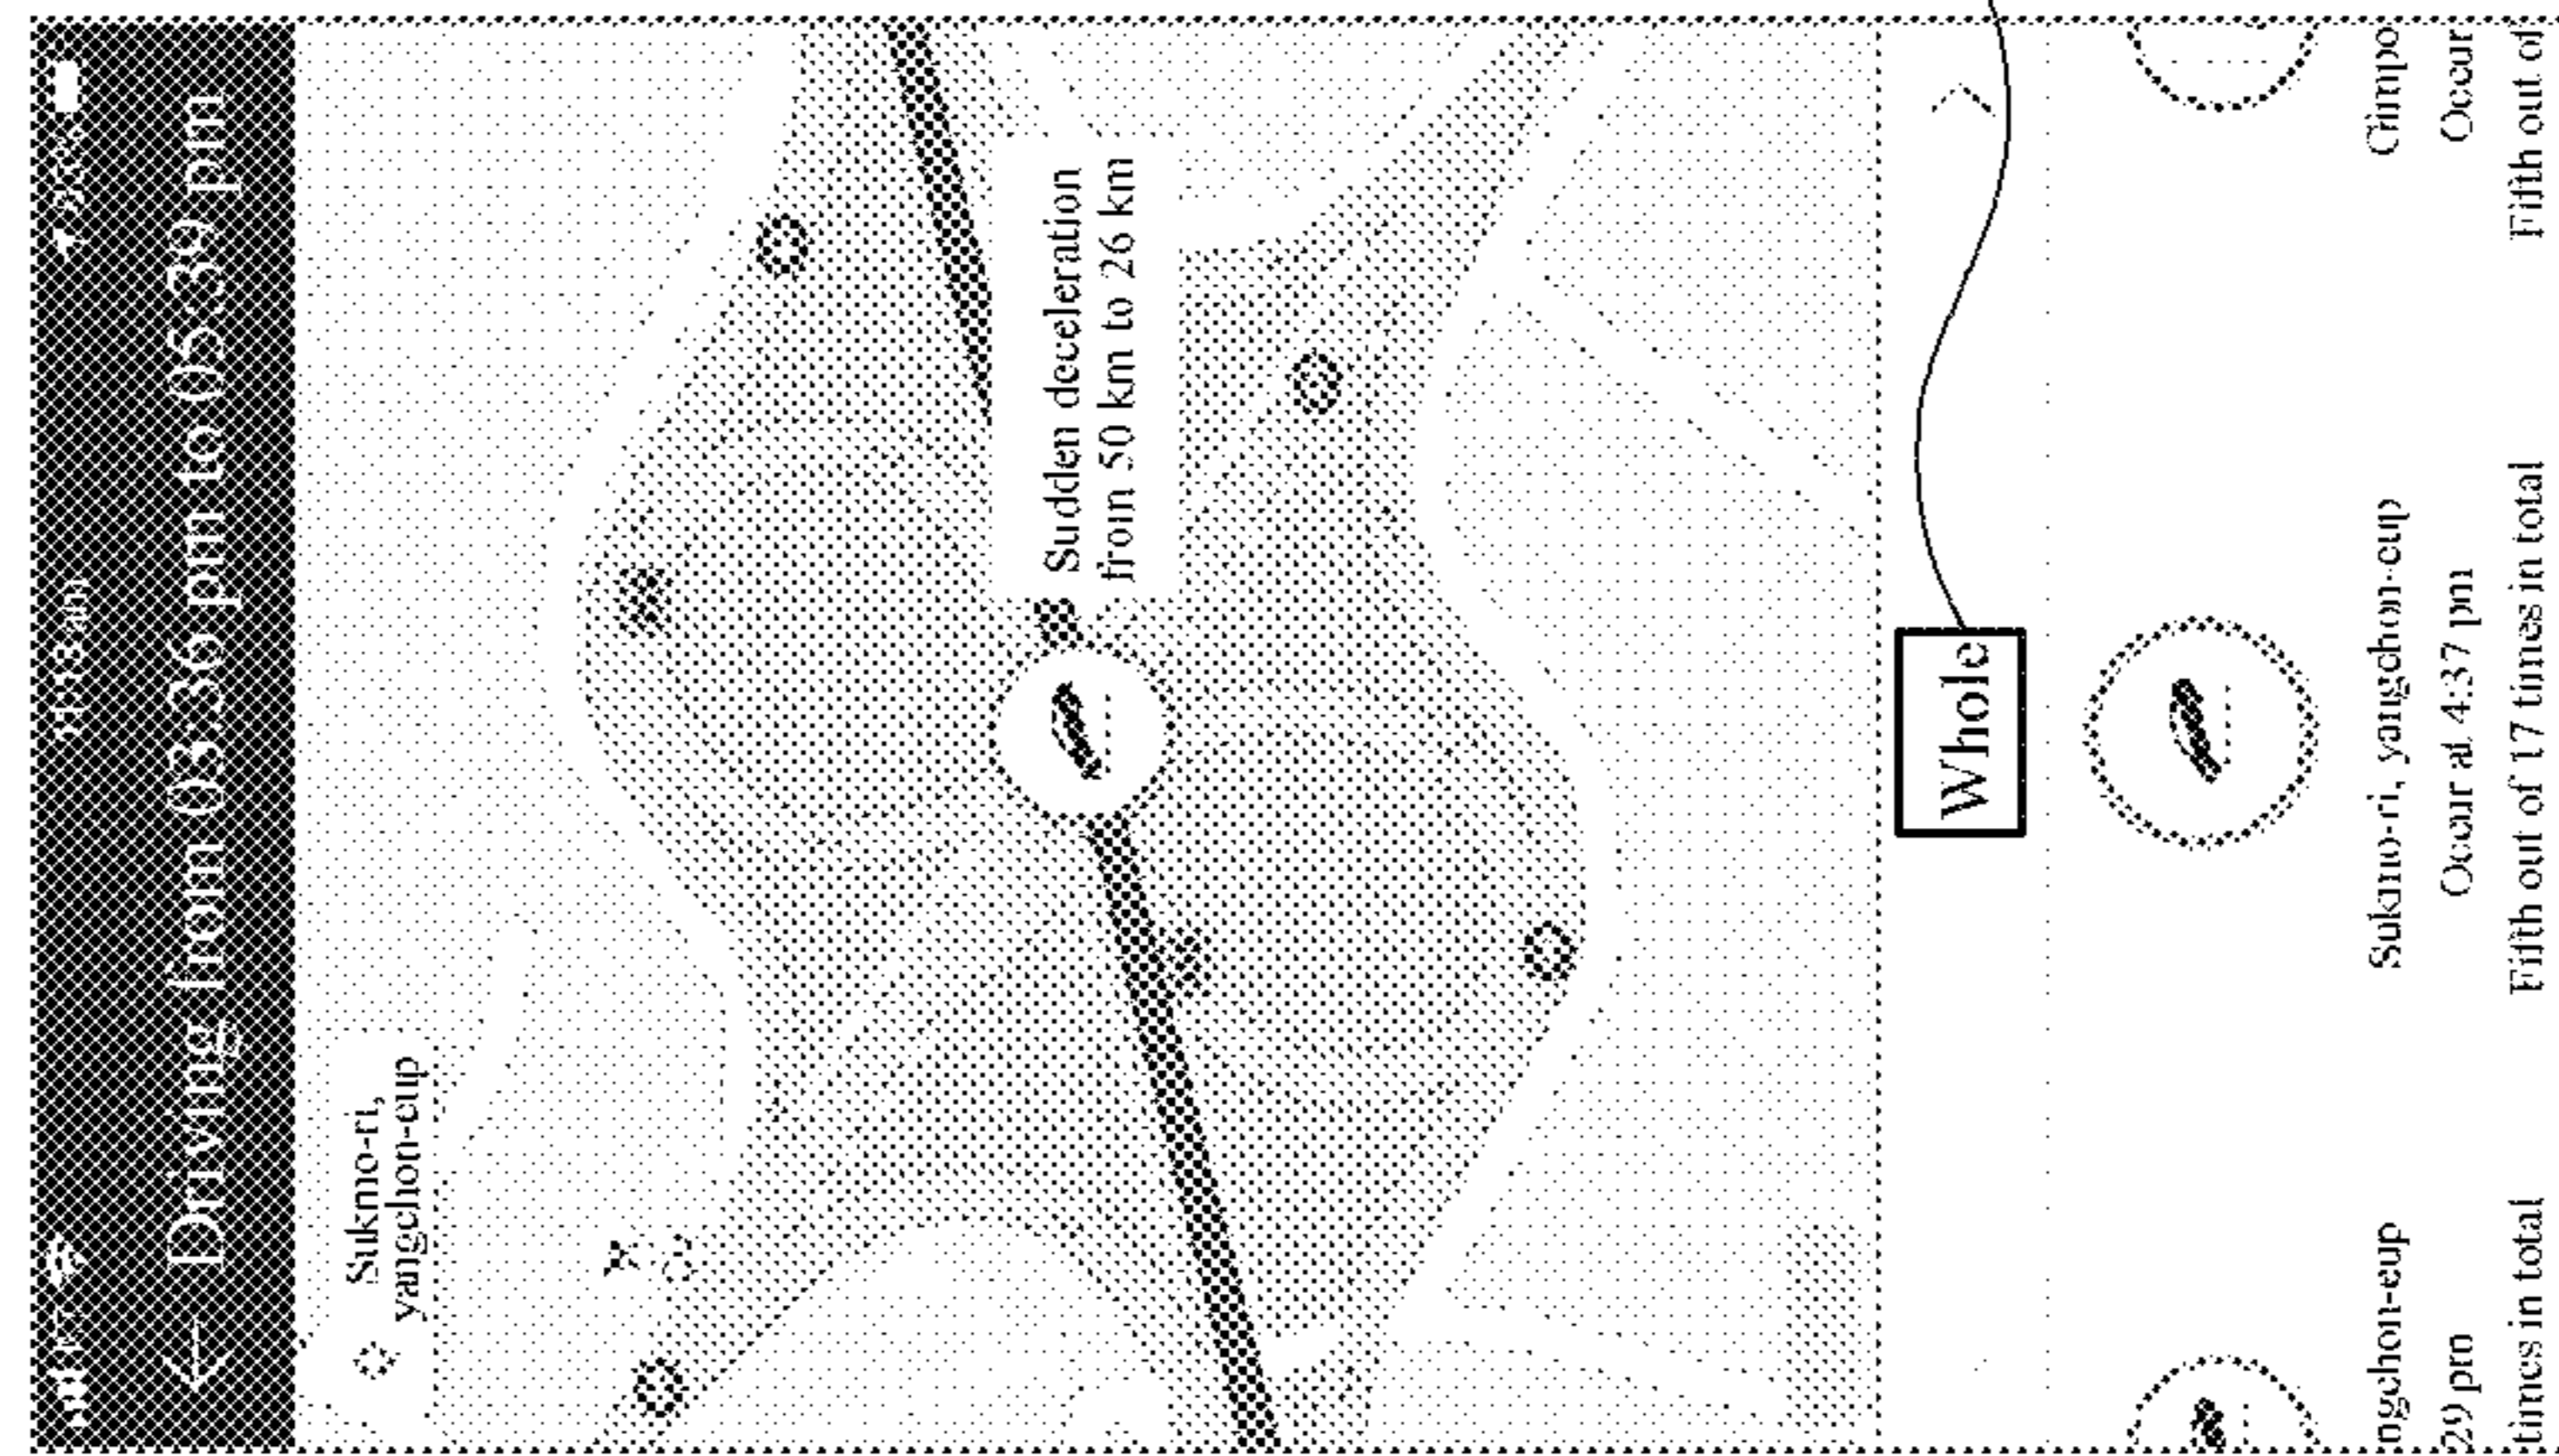 Driving from 03:36 pm to 05:39 pm
Sukmo-ri,
yangchon-eup
Sudden deceleration
from 50 km to 26 km
Whole
ngchon-eup
29 pm
times in total
Sukmo-ri, yangchon-eup
Occur at 4:37 pm
Fifth out of 17 times in total
Gimpo
Occur
Fifth out of